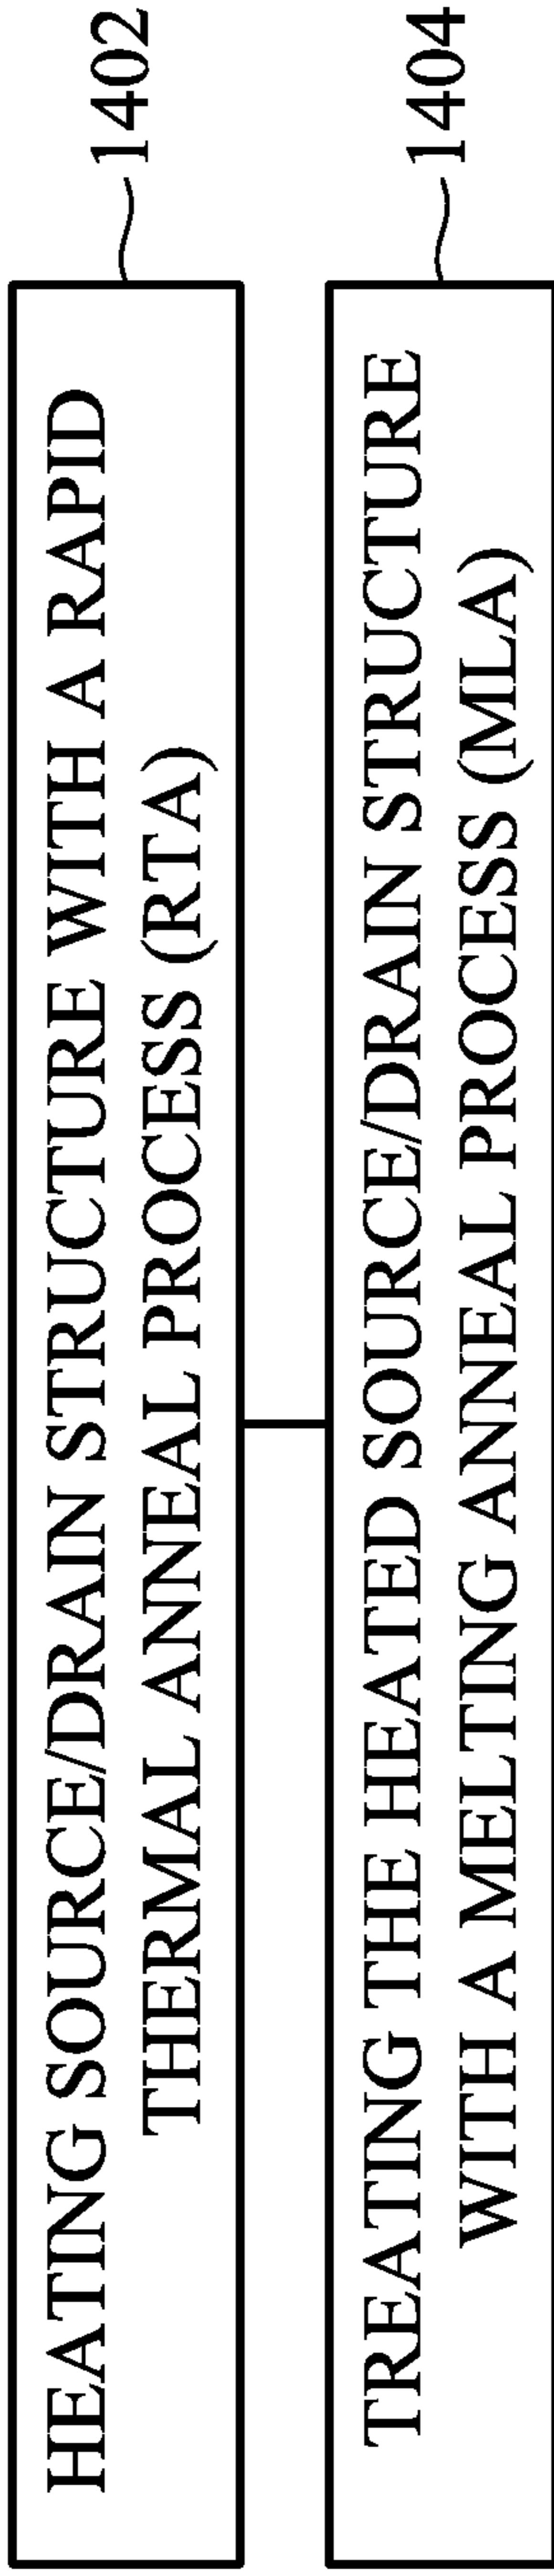 HEATING SOURCE/DRAIN STRUCTURE WITH A RAPID
THERMAL ANNEAL PROCESS (RTA)
1402
TREATING THE HEATED SOURCE/DRAIN STRUCTURE
WITH A MELTING ANNEAL PROCESS (MLA)
1404